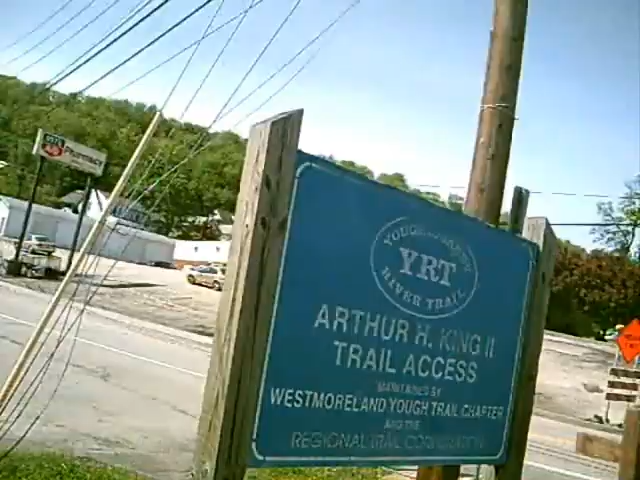 PHARMACY
YOUGHIOGHENY
YRT
RIVER TRAIL
ARTHUR H. KING II
TRAIL ACCESS
MAINTAINED BY
WESTMORELAND YOUGH TRAIL CHAPTER
AND THE
REGIONAL TRAIL CORPORATION